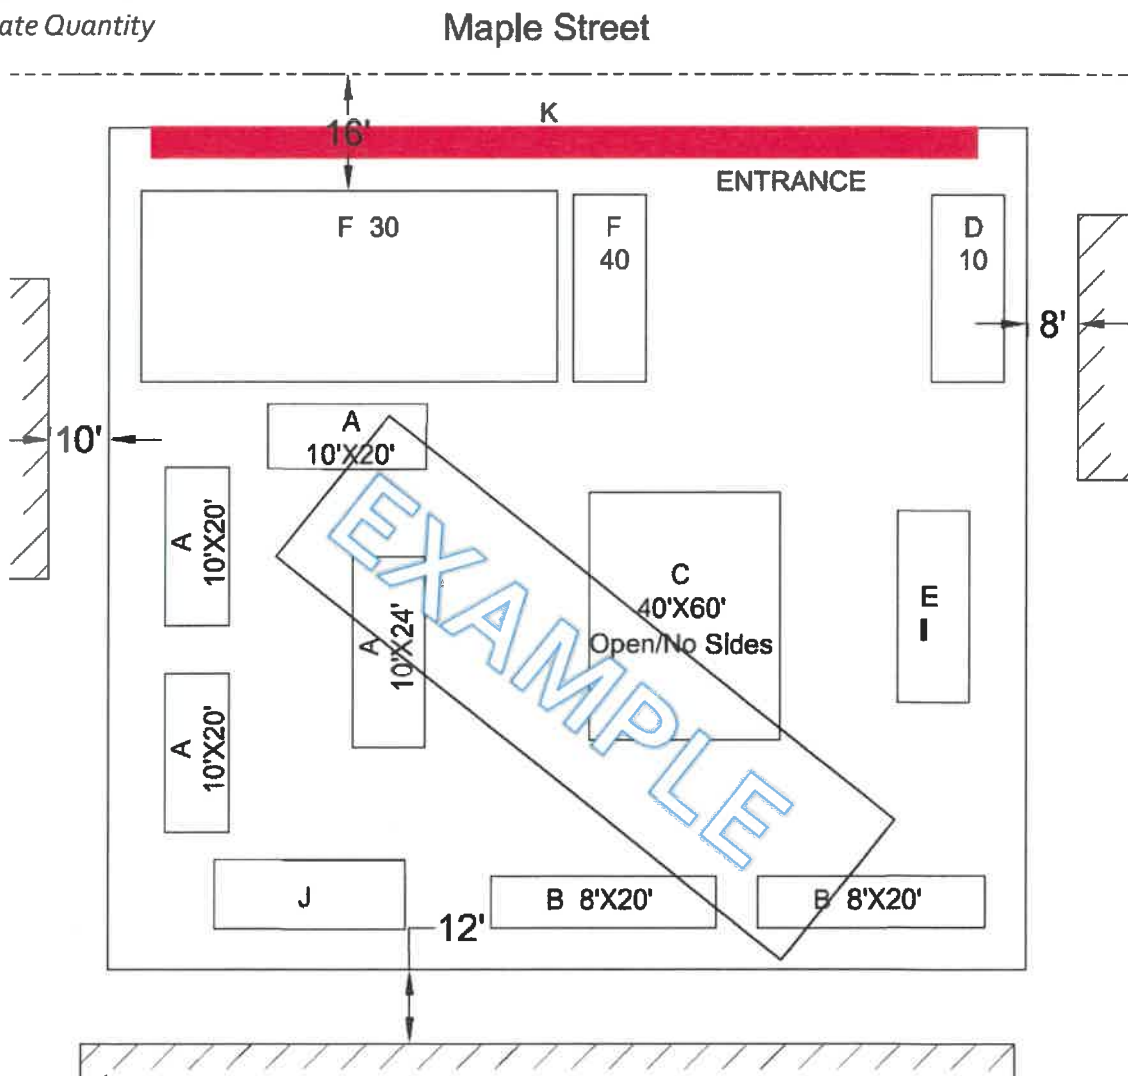 ate Quantity
Maple Street
K
16'
ENTRANCE
F 30
F
40
D
10
8'
A
10'X20'
10'
A
10'X20'
A
10'X24'
C
40'X60'
Open/No Sides
E
I
EXAMPLE
A
10'X20'
J
B 8'X20'
B 8'X20'
12'